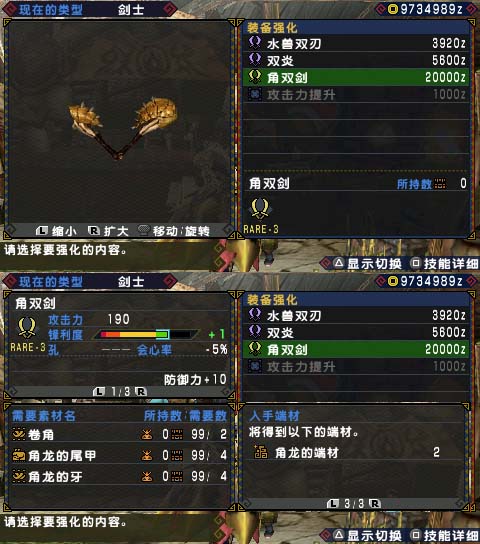 现在的类型 剑士
9734989z
装备强化
水兽双刃 3920z
双炎 5600z
角双剑 20000z
攻击力提升 1000z
角双剑 所持数 0
RARE-3
L 缩小 R 扩大 移动/旋转
请选择要强化的内容。
△显示切换 □技能详细
现在的类型 剑士
9734989z
角双剑
攻击力 190
锋利度 +1
RARE-3
孔 --- 会心率 -5%
防御力+10
L 1/3 R
装备强化
水兽双刃 3920z
双炎 5600z
角双剑 20000z
攻击力提升 1000z
需要素材名 所持数/需要数
卷角 0 99/ 2
角龙的尾甲 0 99/ 4
角龙的牙 0 99/ 4
入手端材
将得到以下的端材。
角龙的端材 2
L 3/3 R
请选择要强化的内容。
△显示切换 □技能详细